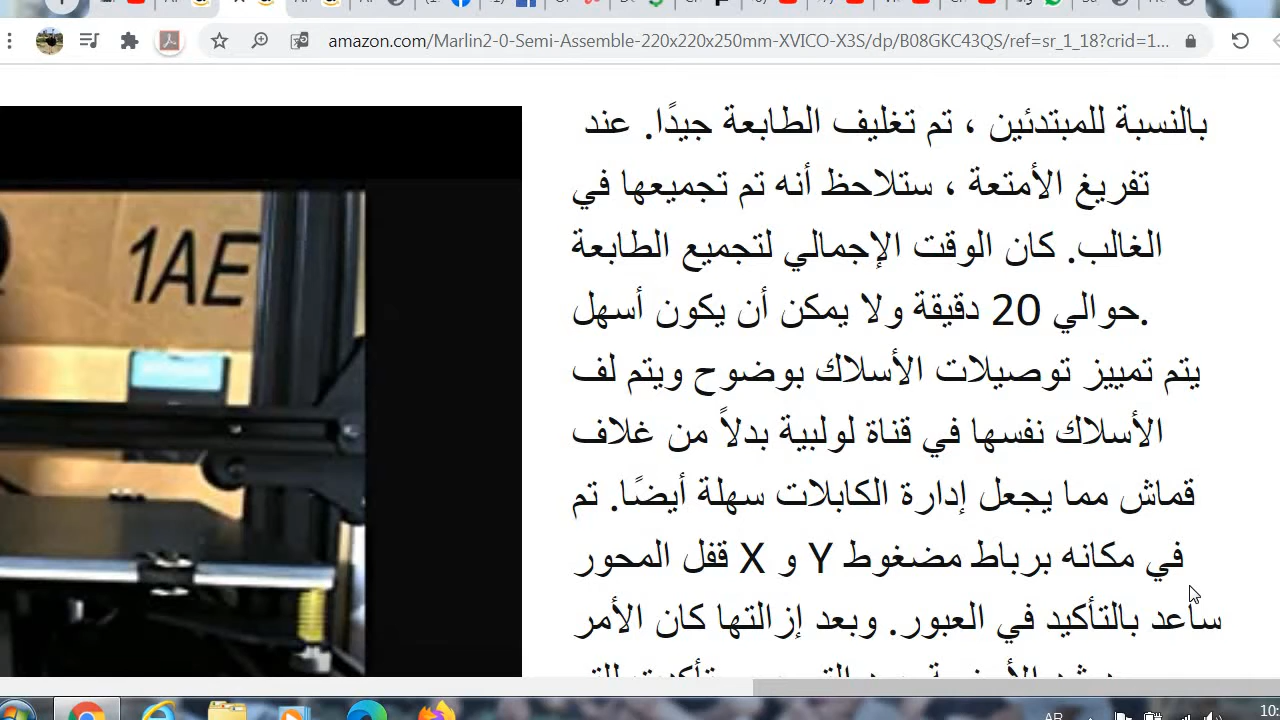 amazon.com/Marlin2-0-Semi-Assomble-220x220x250mm-XVICO-X3S/dp/B08GKC43QS/ref=sr_1_18?crid=1...
بالنسبة للمبتدئين ، تم تغليف الطابعة جيدًا. عند
تفريغ الأمتعة ، ستلاحظ أنه تم تجميعها في
الغالب. كان الوقت الإجمالي لتجميع الطابعة
حوالي 20 دقيقة ولا يمكن أن يكون أسهل.
يتم تمييز توصيلات الأسلاك بوضوح ويتم لف
الأسلاك نفسها في قناة لولبية بدلاً من غلاف
قماش مما يجعل إدارة الكابلات سهلة أيضًا. تم
في مكانه برباط مضغوط Y و X قفل المحور
ساعد بالتأكيد في العبور. وبعد إزالتها كان الأمر
1AE
AR
10: